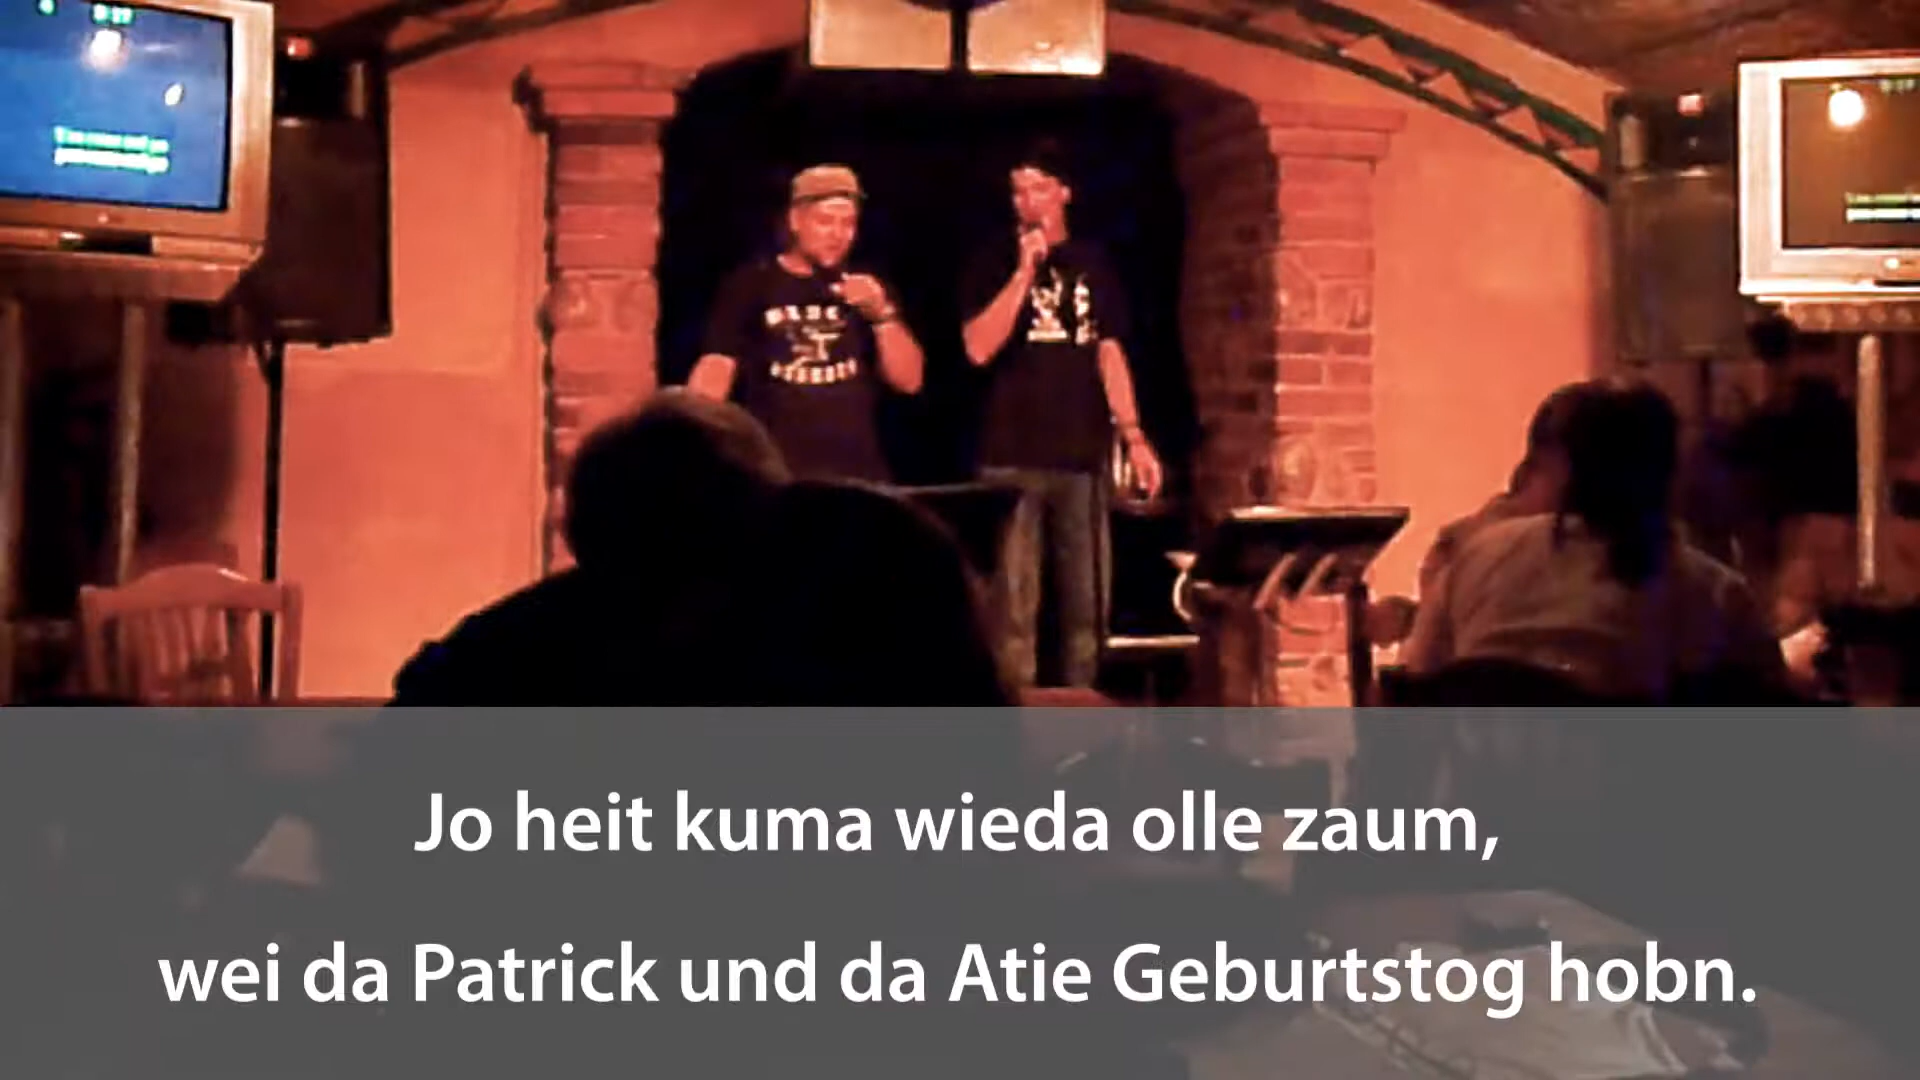 Jo heit kuma wieda olle zaum,
wei da Patrick und da Atie Geburtstog hobn.